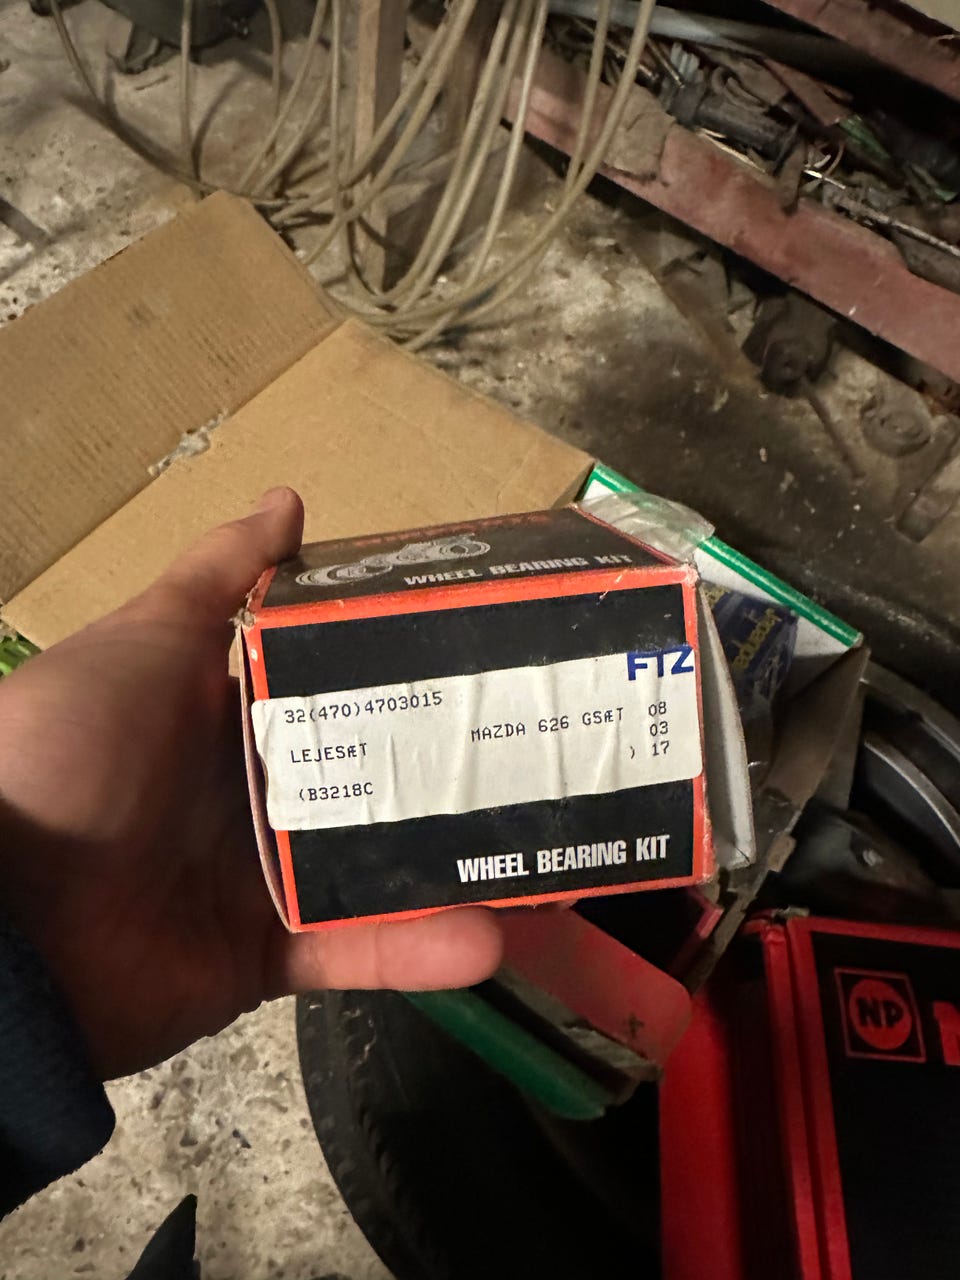 WHEEL BEARING KIT
FTZ
32(470)4703015
MAZDA 626 GSÆT 08
LEJESÆT 03
(B3218C ) 17
WHEEL BEARING KIT
NP